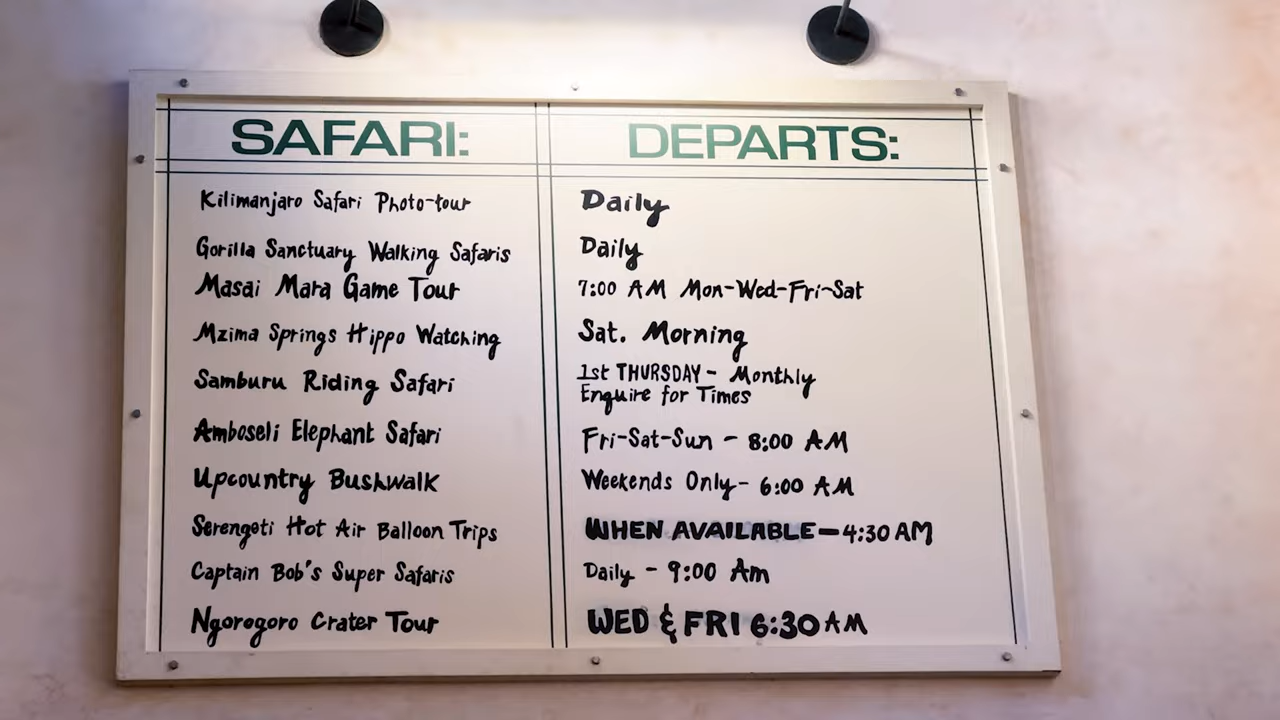 SAFARI: DEPARTS:
Kilimanjaro Safari Photo-tour Daily
Gorilla Sanctuary Walking Safaris Daily
Masai Mara Game Tour 7:00 AM Mon-Wed-Fri-Sat
Mzima Springs Hippo Watching Sat. Morning
Samburu Riding Safari 1st THURSDAY - Monthly
Enquire for Times
Amboseli Elephant Safari Fri-Sat-Sun - 8:00 AM
Upcountry Bushwalk Weekends Only- 6:00 AM
Serengeti Hot Air Balloon Trips WHEN AVAILABLE-4:30 AM
Captain Bob's Super Safaris Daily - 9:00 Am
Ngorogoro Crater Tour WED & FRI 6:30 AM